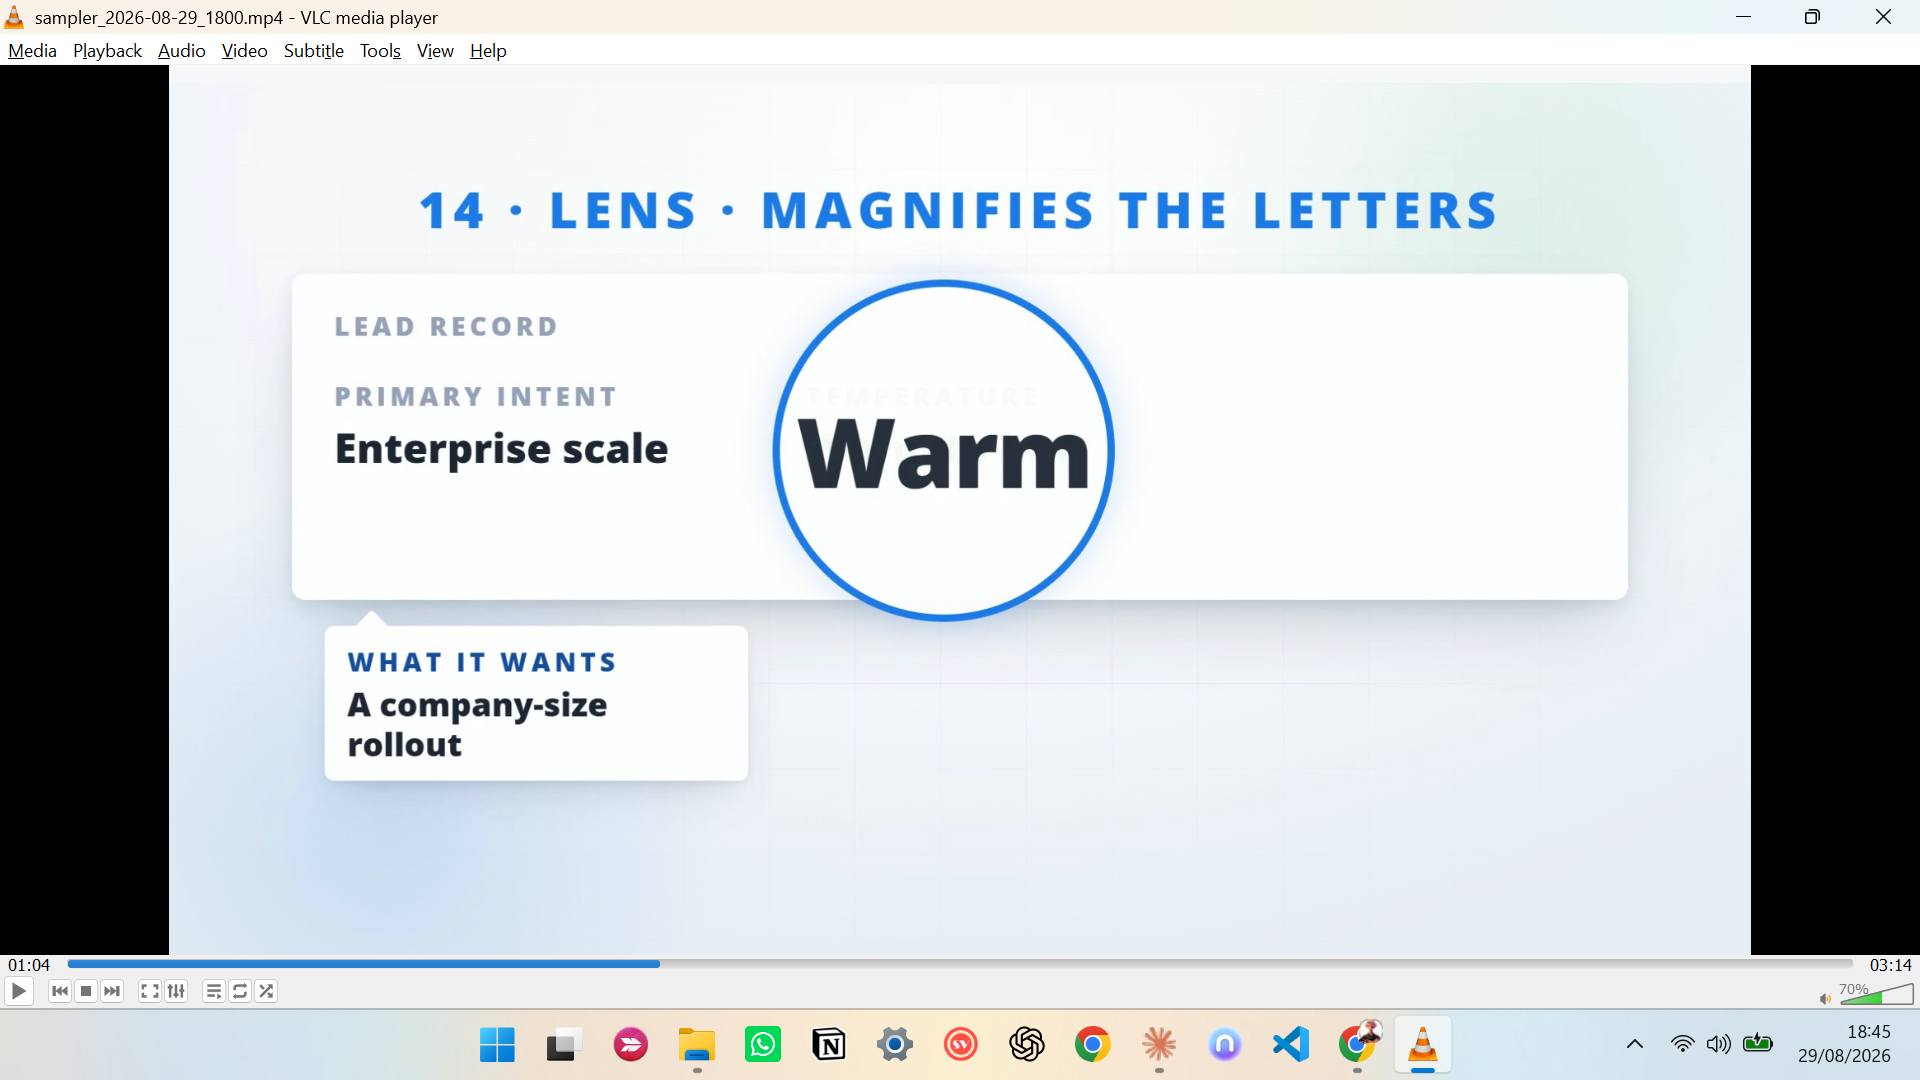 sampler_2026-08-29_1800.mp4 - VLC media player
Media Playback Audio Video Subtitle Tools View Help
14 · LENS · MAGNIFIES THE LETTERS
LEAD RECORD
PRIMARY INTENT
Enterprise scale
TEMPERATURE
Warm
WHAT IT WANTS
A company-size
rollout
01:04
03:14
70%
18:45
29/08/2026